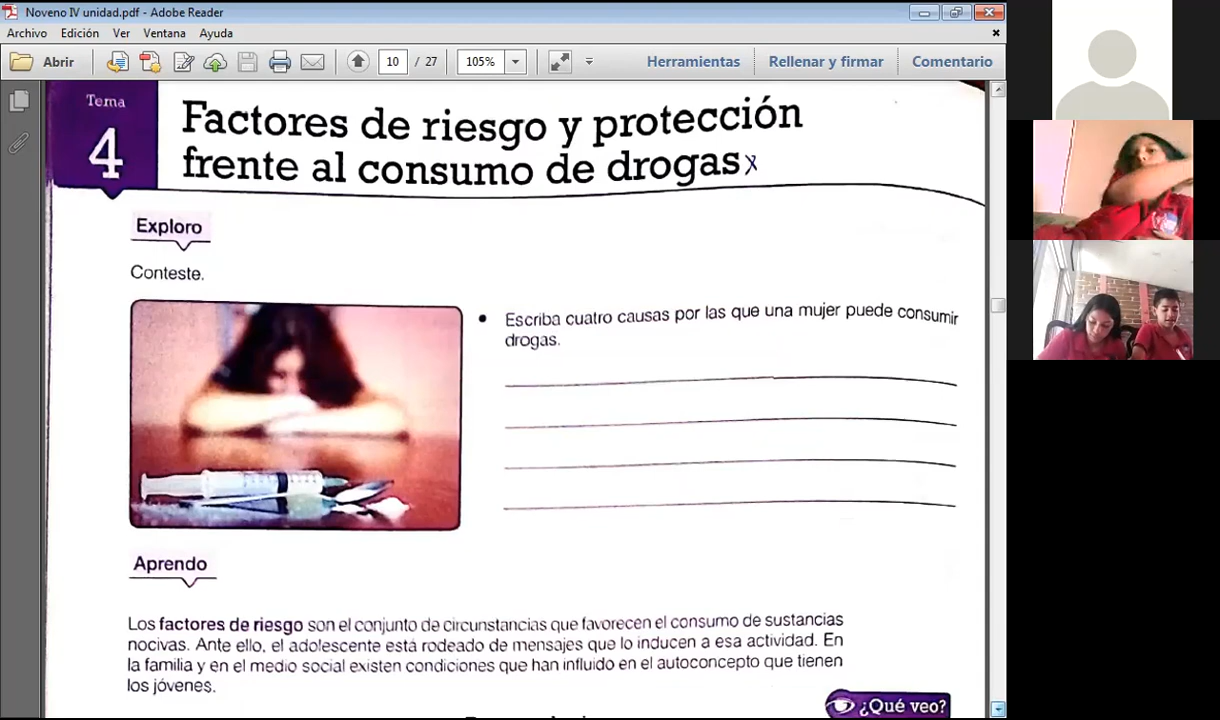 Noveno IV unidad.pdf - Adobe Reader
Archivo Edición Ver Ventana Ayuda
Abrir 10 / 27 105% Herramientas Rellenar y firmar Comentario
Tema
4
Factores de riesgo y protección
frente al consumo de drogas
Exploro
Conteste.
• Escriba cuatro causas por las que una mujer puede consumir
drogas.
Aprendo
Los factores de riesgo son el conjunto de circunstancias que favorecen el consumo de sustancias
nocivas. Ante ello, el adolescente está rodeado de mensajes que lo inducen a esa actividad. En
la familia y en el medio social existen condiciones que han influido en el autoconcepto que tienen
los jóvenes.
¿Qué veo?